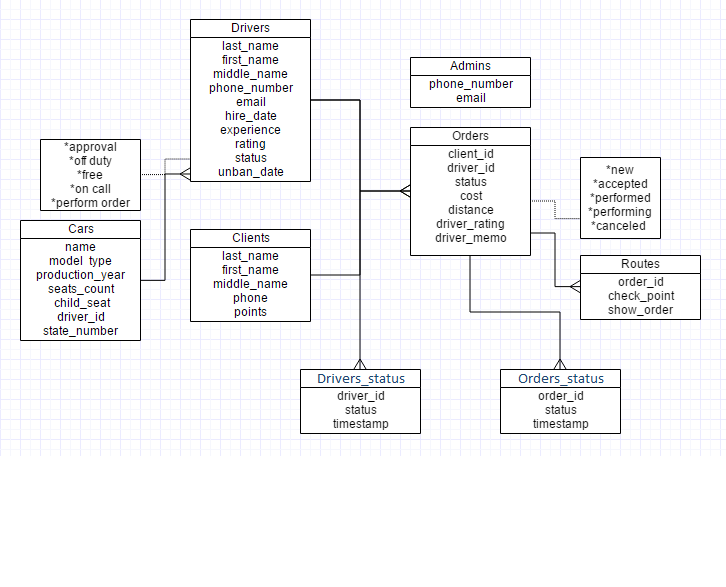 Drivers
last_name
first_name
middle_name
phone_number
email
hire_date
experience
rating
status
unban_date
Admins
phone_number
email
Orders
client_id
driver_id
status
cost
distance
driver_rating
driver_memo
*approval
*off duty
*free
*on call
*perform order
*new
*accepted
*performed
*performing
*canceled
Cars
name
model_type
production_year
seats_count
child_seat
driver_id
state_number
Clients
last_name
first_name
middle_name
phone
points
Routes
order_id
check_point
show_order
Drivers_status
driver_id
status
timestamp
Orders_status
order_id
status
timestamp